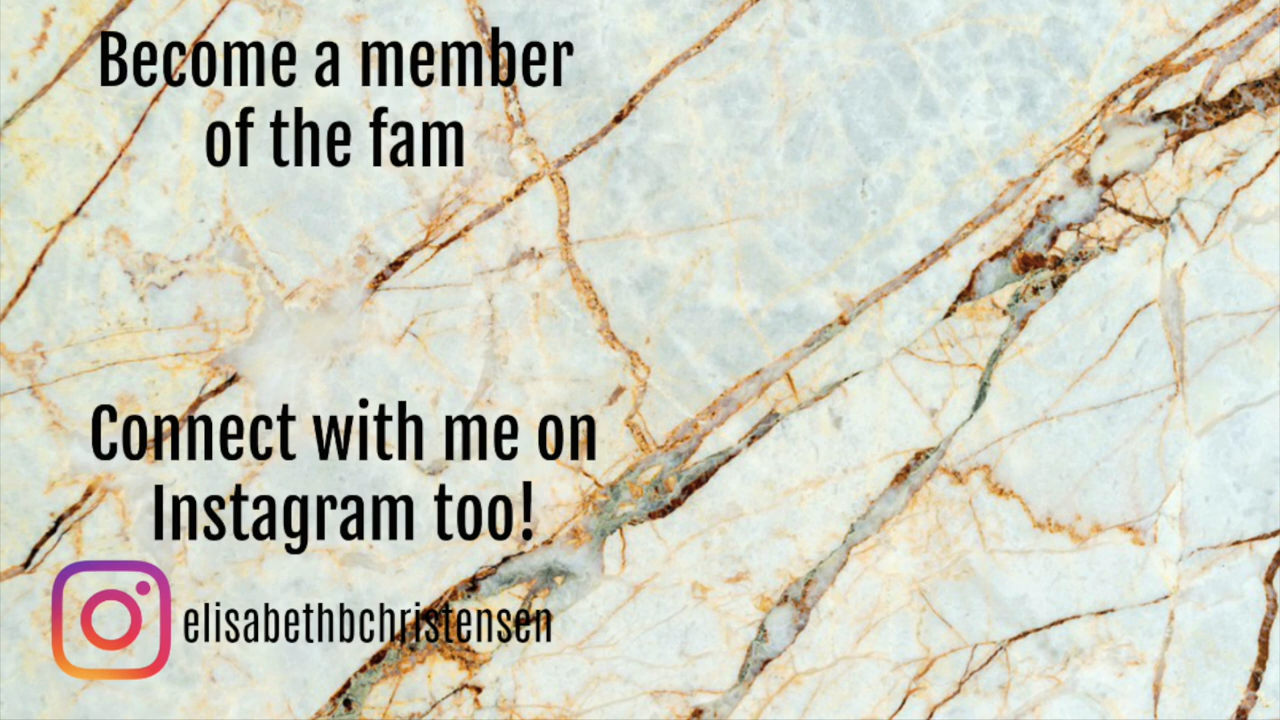 Become a member
of the fam
Connect with me on
Instagram too!
elisabethbchristensen